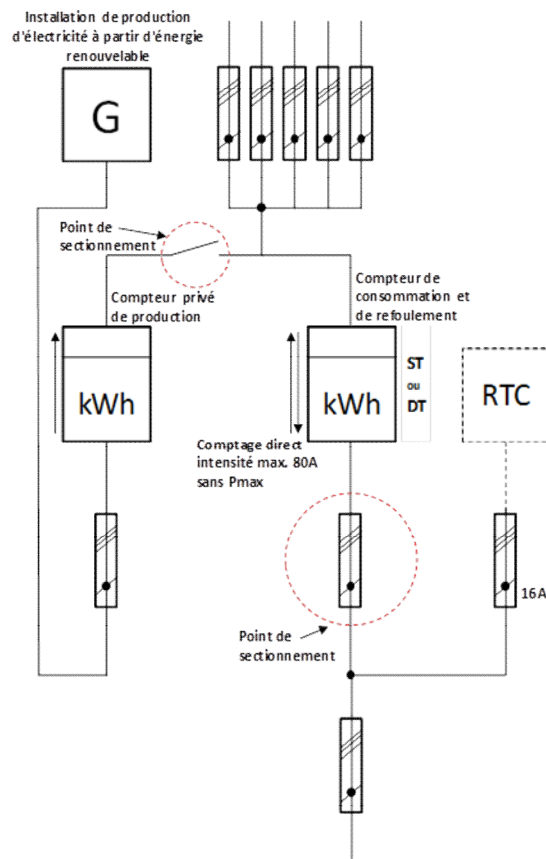 Installation de production
d'électricité à partir d'énergie
renouvelable
G
Point de
sectionnement
Compteur privé
de production
Compteur de
consommation et
de refoulement
kWh
kWh
ST
ou
DT
RTC
Comptage direct
intensité max. 80A
sans Pmax
16A
Point de
sectionnement